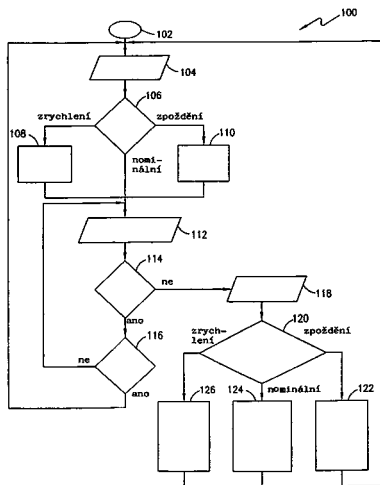 100
102
104
106
zrychlení
zpoždění
108
110
nomi-
nální
112
114
ne
118
ano
116
120
zrych-
lení
zpoždění
ne
ano
126
124
nominální
122